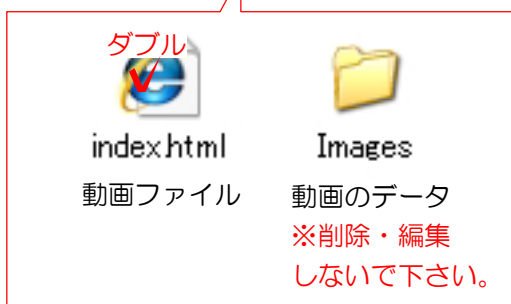 ダブル
index.html
Images
動画ファイル
動画のデータ
※削除・編集
しないで下さい。